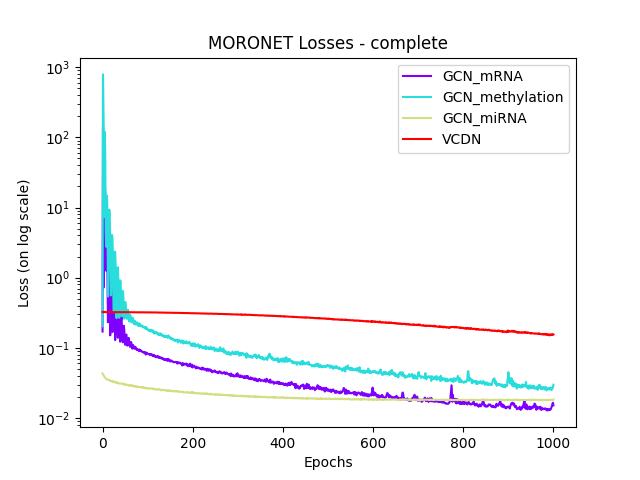 MORONET Losses - complete
GCN_mRNA
GCN_methylation
GCN_miRNA
VCDN
Loss (on log scale)
10³
10²
10¹
10⁰
10⁻¹
10⁻²
0 200 400 600 800 1000
Epochs